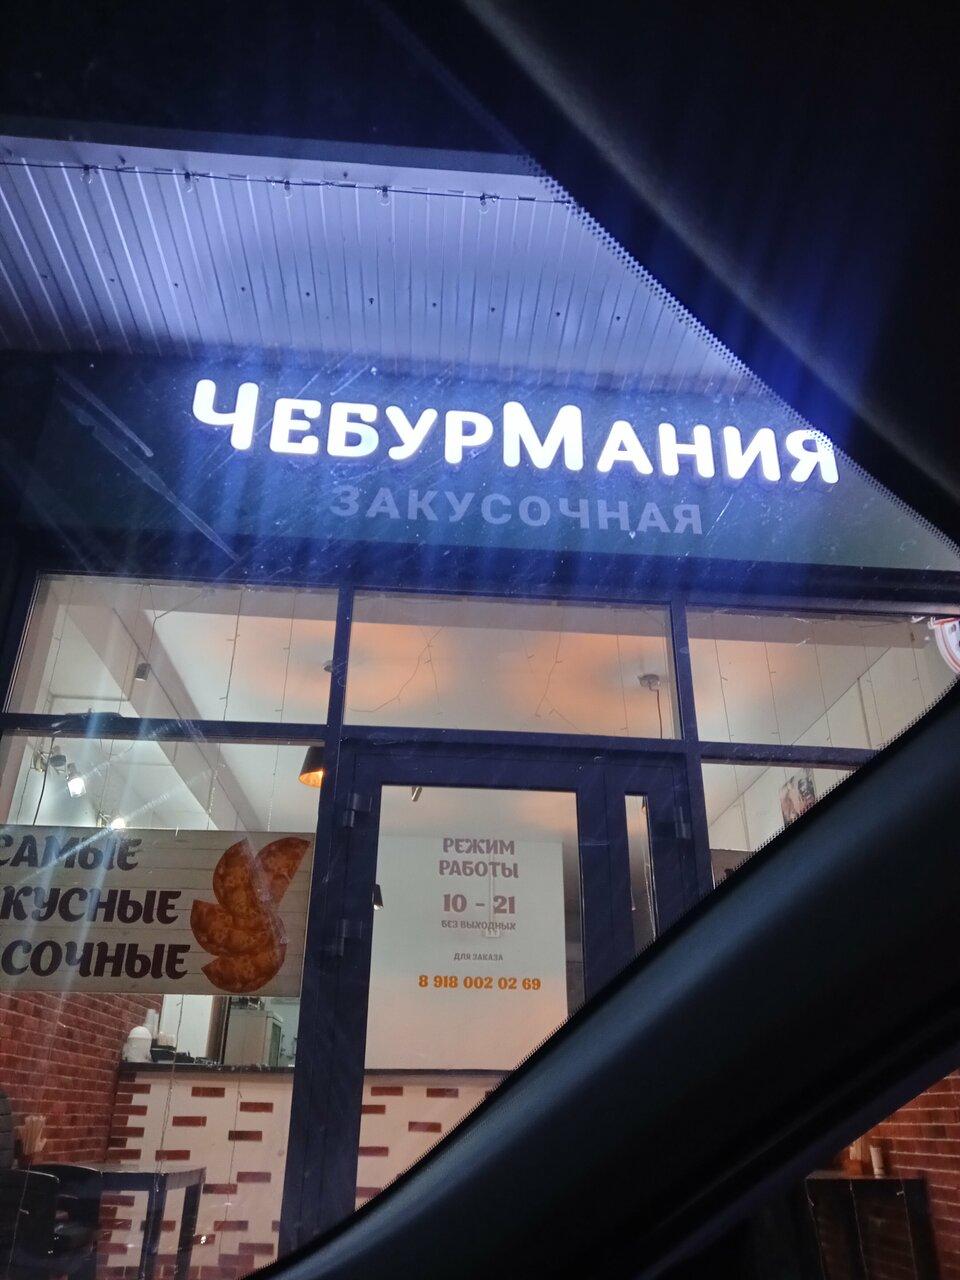 ЧЕБУРМАНИЯ
ЗАКУСОЧНАЯ
САМЫЕ
КУСНЫЕ
СОЧНЫЕ
РЕЖИМ
РАБОТЫ
10 - 21
БЕЗ ВЫХОДНЫХ
ДЛЯ ЗАКАЗА
8 918 002 02 69